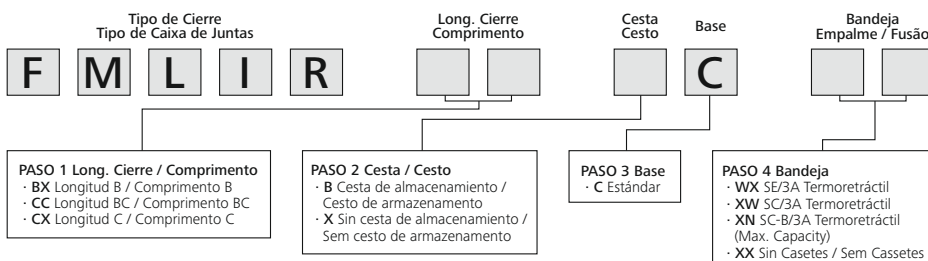 Tipo de Cierre
Tipo de Caixa de Juntas
Long. Cierre
Comprimento
Cesta
Cesto
Base
Bandeja
Empalme / Fusão
F M L I R C
PASO 1 Long. Cierre / Comprimento
· BX Longitud B / Comprimento B
· CC Longitud BC / Comprimento BC
· CX Longitud C / Comprimento C
PASO 2 Cesta / Cesto
· B Cesta de almacenamiento /
Cesto de armazenamento
· X Sin cesta de almacenamiento /
Sem cesto de armazenamento
PASO 3 Base
· C Estándar
PASO 4 Bandeja
· WX SE/3A Termoretráctil
· XW SC/3A Termoretráctil
· XN SC-B/3A Termoretráctil
(Max. Capacity)
· XX Sin Casetes / Sem Cassetes